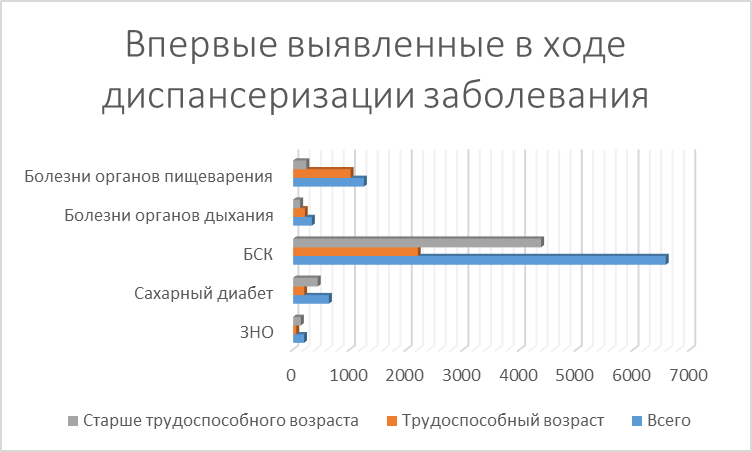 Впервые выявленные в ходе
диспансеризации заболевания
Болезни органов пищеварения
Болезни органов дыхания
БСК
Сахарный диабет
ЗНО
0 1000 2000 3000 4000 5000 6000 7000
Старше трудоспособного возраста Трудоспособный возраст Всего